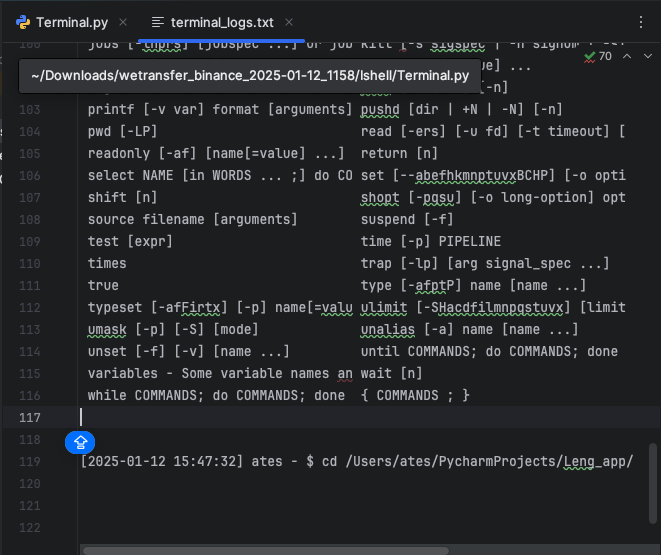 Terminal.py
terminal_logs.txt
jobs [-lnprs] [jobspec ...] or job kill [-s sigspec | -n signum
70
~/Downloads/wetransfer_binance_2025-01-12_1158/lshell/Terminal.py
ue] ...
[-n]
103 printf [-v var] format [arguments] pushd [dir | +N | -N] [-n]
104 pwd [-LP] read [-ers] [-u fd] [-t timeout] [
105 readonly [-af] [name[=value] ...] return [n]
106 select NAME [in WORDS ... ;] do CO set [--abefhkmnptuvxBCHP] [-o opti
107 shift [n] shopt [-pqsu] [-o long-option] opt
108 source filename [arguments] suspend [-f]
109 test [expr] time [-p] PIPELINE
110 times trap [-lp] [arg signal_spec ...]
111 true type [-afptP] name [name ...]
112 typeset [-afFirtx] [-p] name[=valu ulimit [-SHacdfilmnpqstuvx] [limit
113 umask [-p] [-S] [mode] unalias [-a] name [name ...]
114 unset [-f] [-v] [name ...] until COMMANDS; do COMMANDS; done
115 variables - Some variable names an wait [n]
116 while COMMANDS; do COMMANDS; done { COMMANDS ; }
117
118
119 [2025-01-12 15:47:32] ates - $ cd /Users/ates/PycharmProjects/Leng_app/
120
121
122